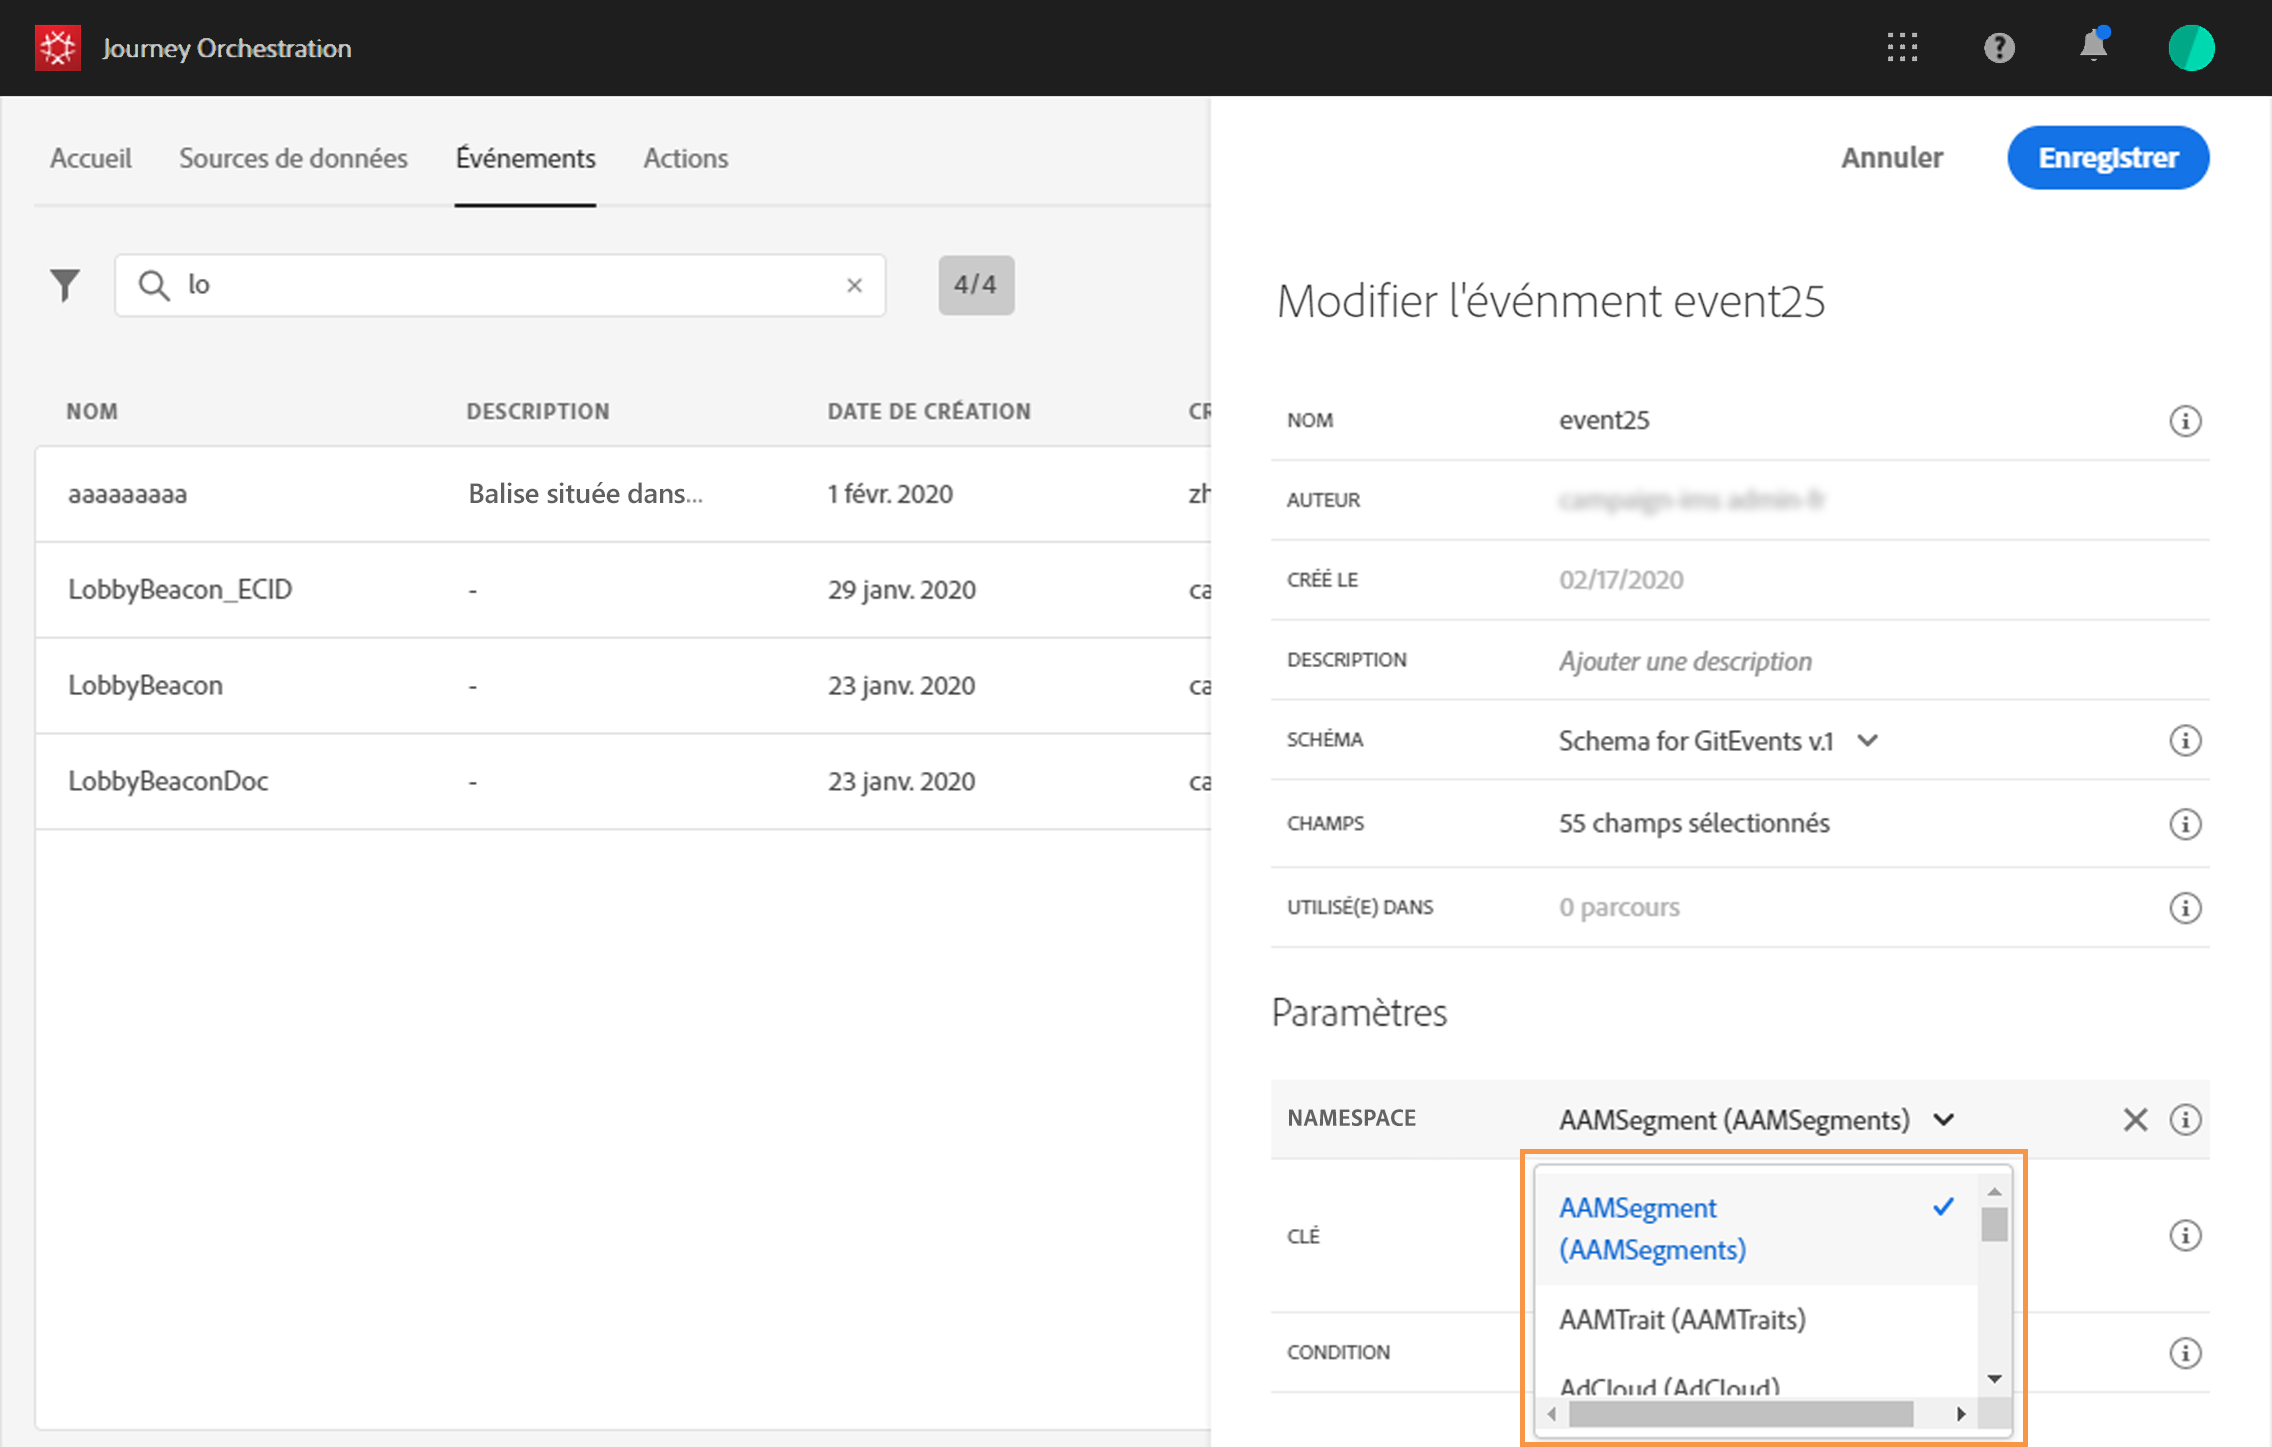 Journey Orchestration
Accueil Sources de données Événements Actions
Annuler Enregistrer
lo 4/4
NOM DESCRIPTION DATE DE CRÉATION
aaaaaaaaa Balise située dans... 1 févr. 2020 zh
LobbyBeacon_ECID - 29 janv. 2020 ca
LobbyBeacon - 23 janv. 2020 ca
LobbyBeaconDoc - 23 janv. 2020 ca
Modifier l'événment event25
NOM event25
AUTEUR
CRÉÉ LE 02/17/2020
DESCRIPTION Ajouter une description
SCHÉMA Schema for GitEvents v.1
CHAMPS 55 champs sélectionnés
UTILISÉ(E) DANS 0 parcours
Paramètres
NAMESPACE AAMSegment (AAMSegments)
AAMSegment
(AAMSegments)
CLÉ
AAMTrait (AAMTraits)
CONDITION
AdCloud (AdCloud)